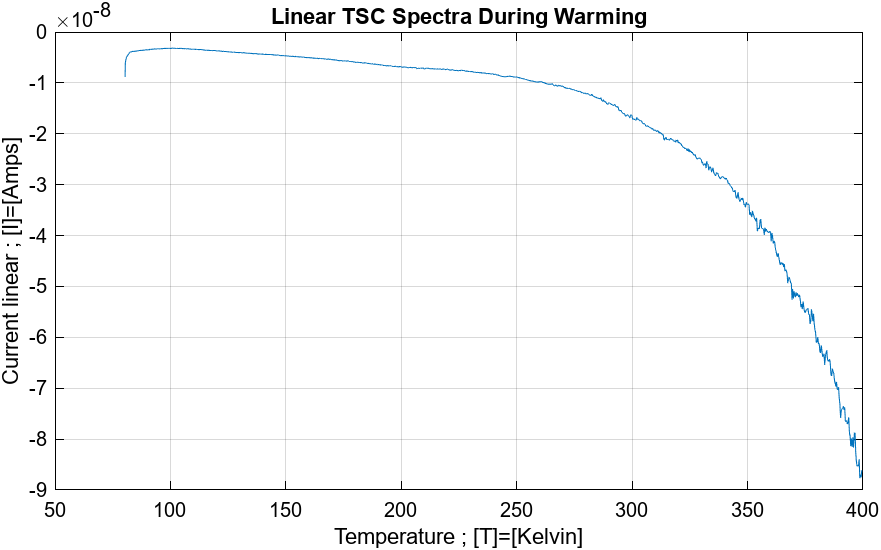 Linear TSC Spectra During Warming
×10⁻⁸
0
-1
-2
-3
-4
-5
-6
-7
-8
-9
Current linear ; [I]=[Amps]
50 100 150 200 250 300 350 400
Temperature ; [T]=[Kelvin]